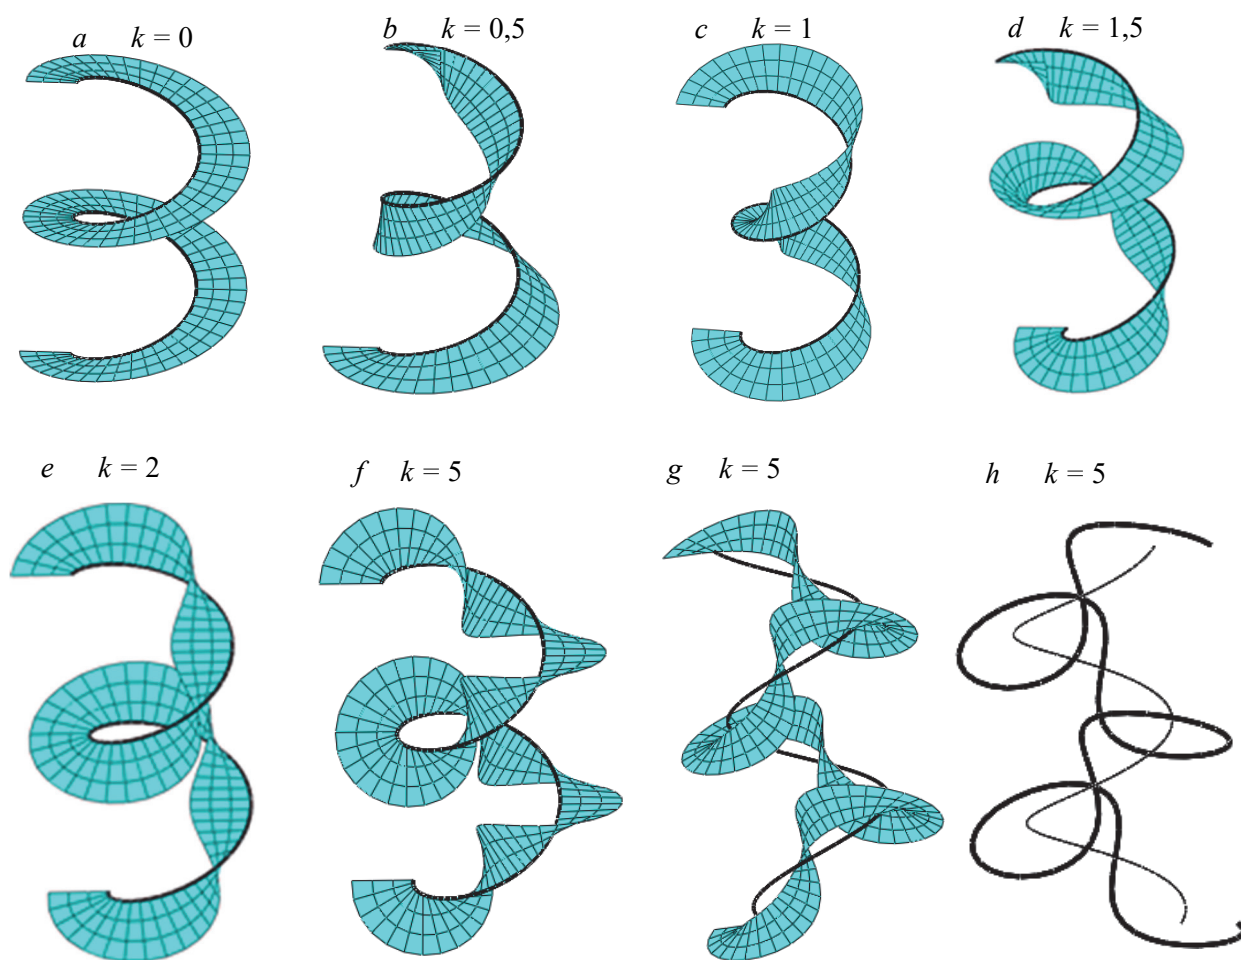 a k = 0
b k = 0,5
c k = 1
d k = 1,5
e k = 2
f k = 5
g k = 5
h k = 5